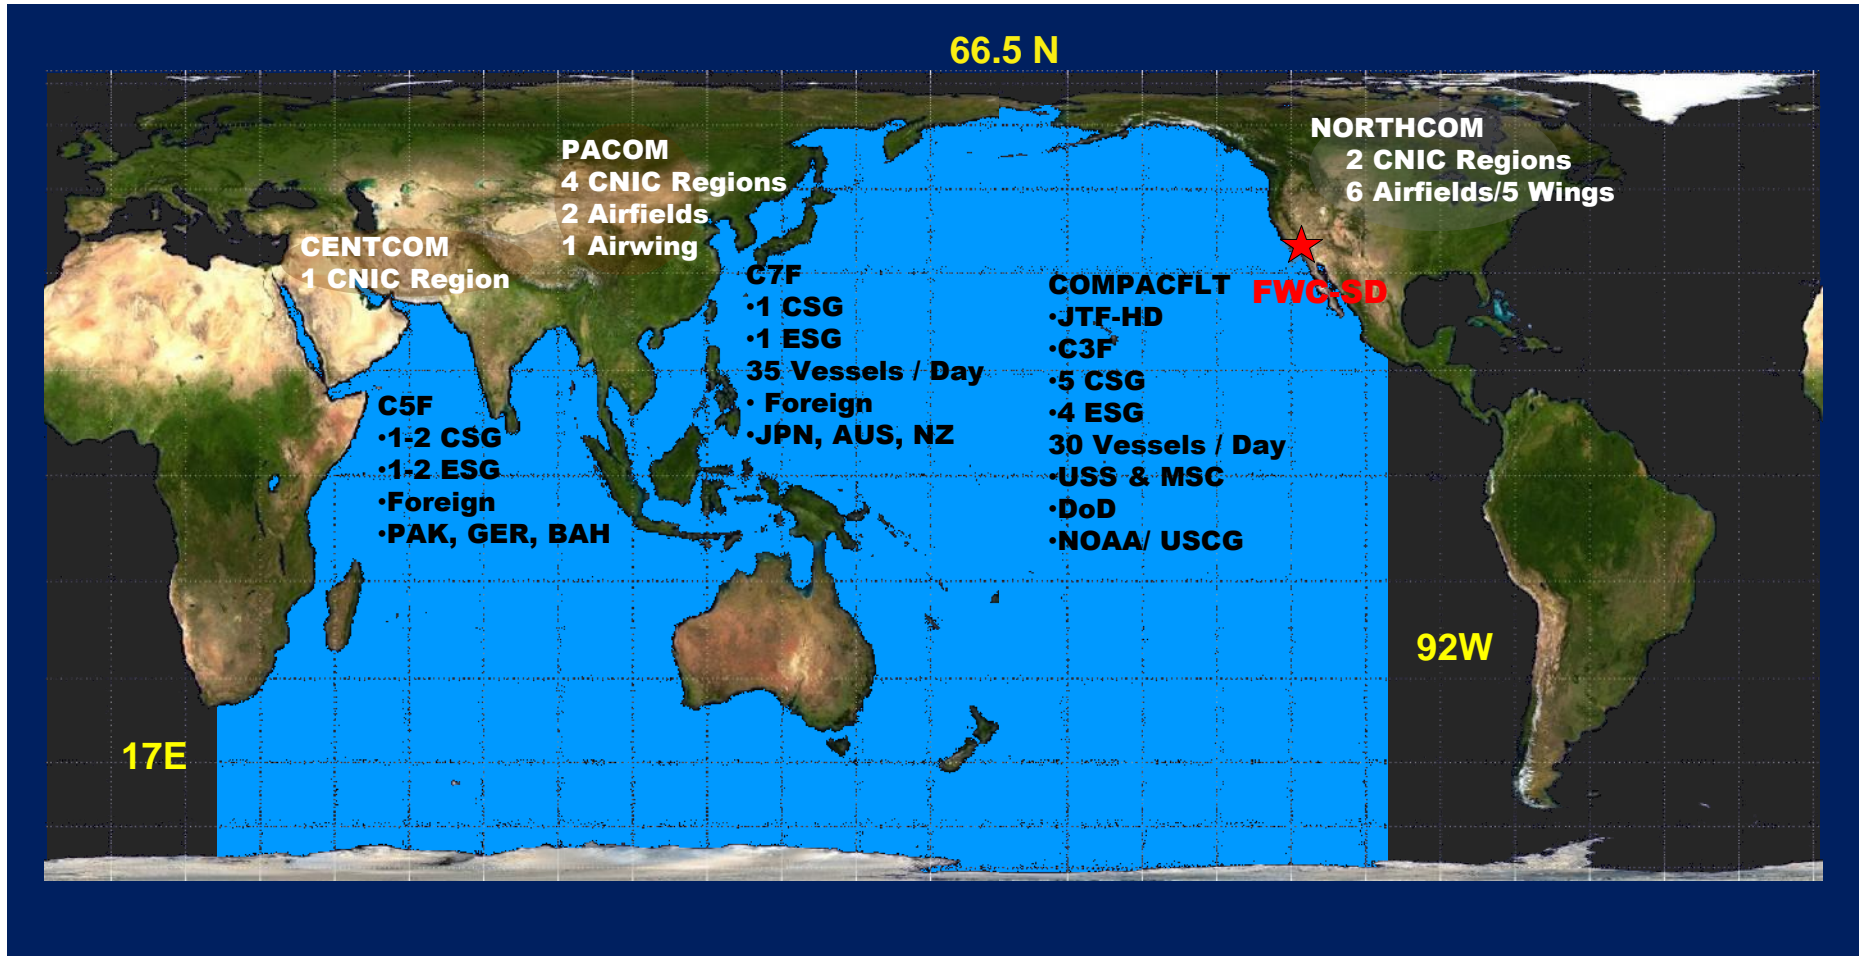 66.5 N
NORTHCOM
2 CNIC Regions
6 Airfields/5 Wings
PACOM
4 CNIC Regions
2 Airfields
1 Airwing
CENTCOM
1 CNIC Region
C7F
•1 CSG
•1 ESG
35 Vessels / Day
• Foreign
•JPN, AUS, NZ
COMPACFLT
•JTF-HD
•C3F
•5 CSG
•4 ESG
30 Vessels / Day
•USS & MSC
•DoD
•NOAA/ USCG
FWC-SD
C5F
•1-2 CSG
•1-2 ESG
•Foreign
•PAK, GER, BAH
92W
17E